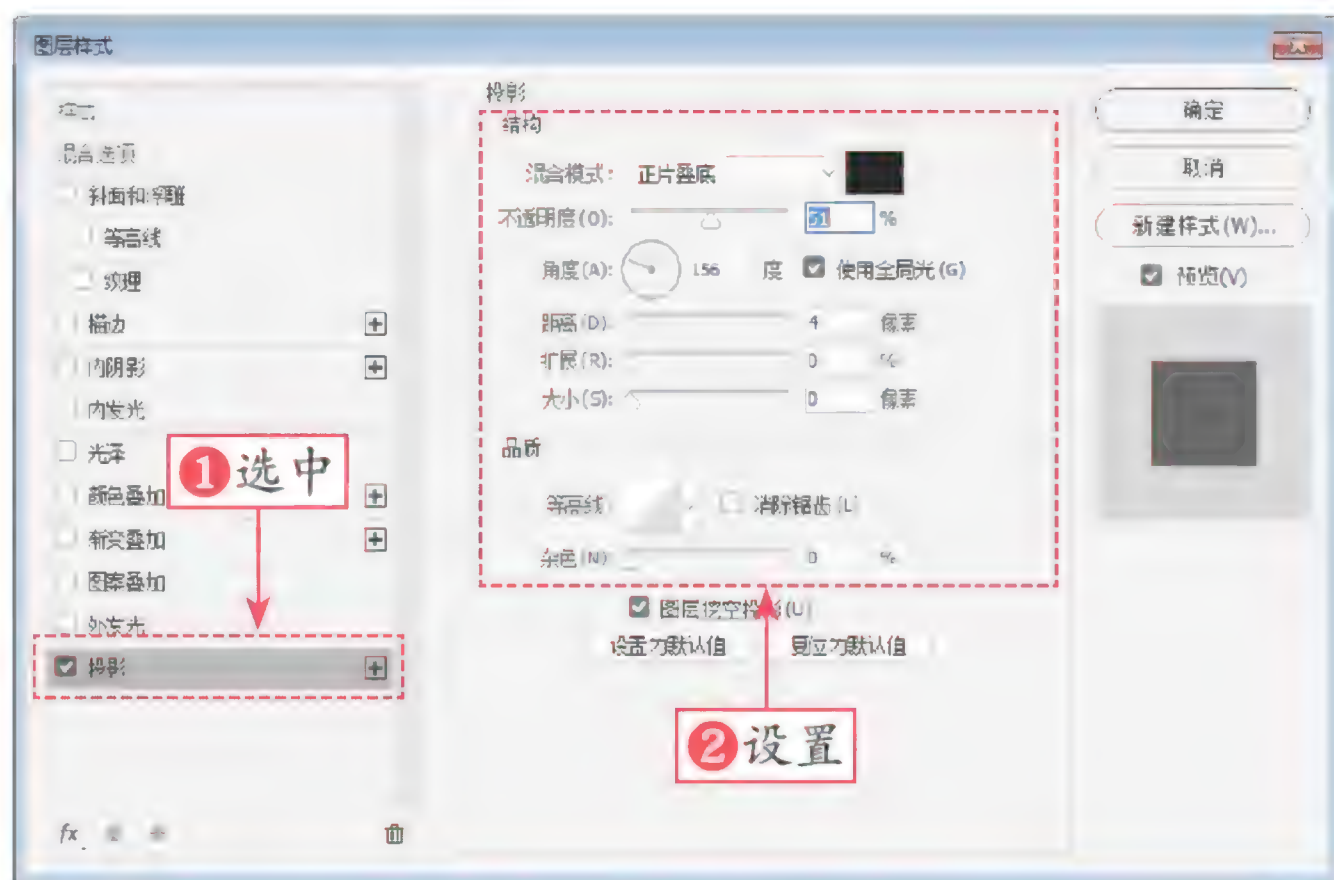 图层样式
样式
混合选项
斜面和浮雕
等高线
纹理
描边
内阴影
内发光
光泽
颜色叠加
渐变叠加
图案叠加
外发光
投影
fx
❶选中
投影
结构
混合模式: 正片叠底
不透明度(O): 51 %
角度(A): 156 度 使用全局光(G)
距离(D): 4 像素
扩展(R): 0 %
大小(S): 0 像素
品质
等高线: 消除锯齿(L)
杂色(N): 0 %
图层挖空投影(U)
设置为默认值 复位为默认值
❷设置
确定
取消
新建样式(W)...
预览(V)